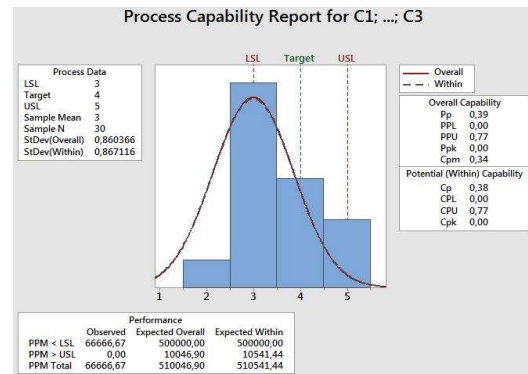 Process Capability Report for C1; ...; C3
LSL Target USL
Process Data
LSL 3
Target 4
USL 5
Sample Mean 3
Sample N 30
StDev(Overall) 0,860366
StDev(Within) 0,867116
Overall
Within
Overall Capability
Pp 0,39
PPL 0,00
PPU 0,77
Ppk 0,00
Cpm 0,34
Potential (Within) Capability
Cp 0,38
CPL 0,00
CPU 0,77
Cpk 0,00
1 2 3 4 5
Performance
Observed Expected Overall Expected Within
PPM < LSL 66666,67 500000,00 500000,00
PPM > USL 0,00 10046,90 10541,44
PPM Total 66666,67 510046,90 510541,44